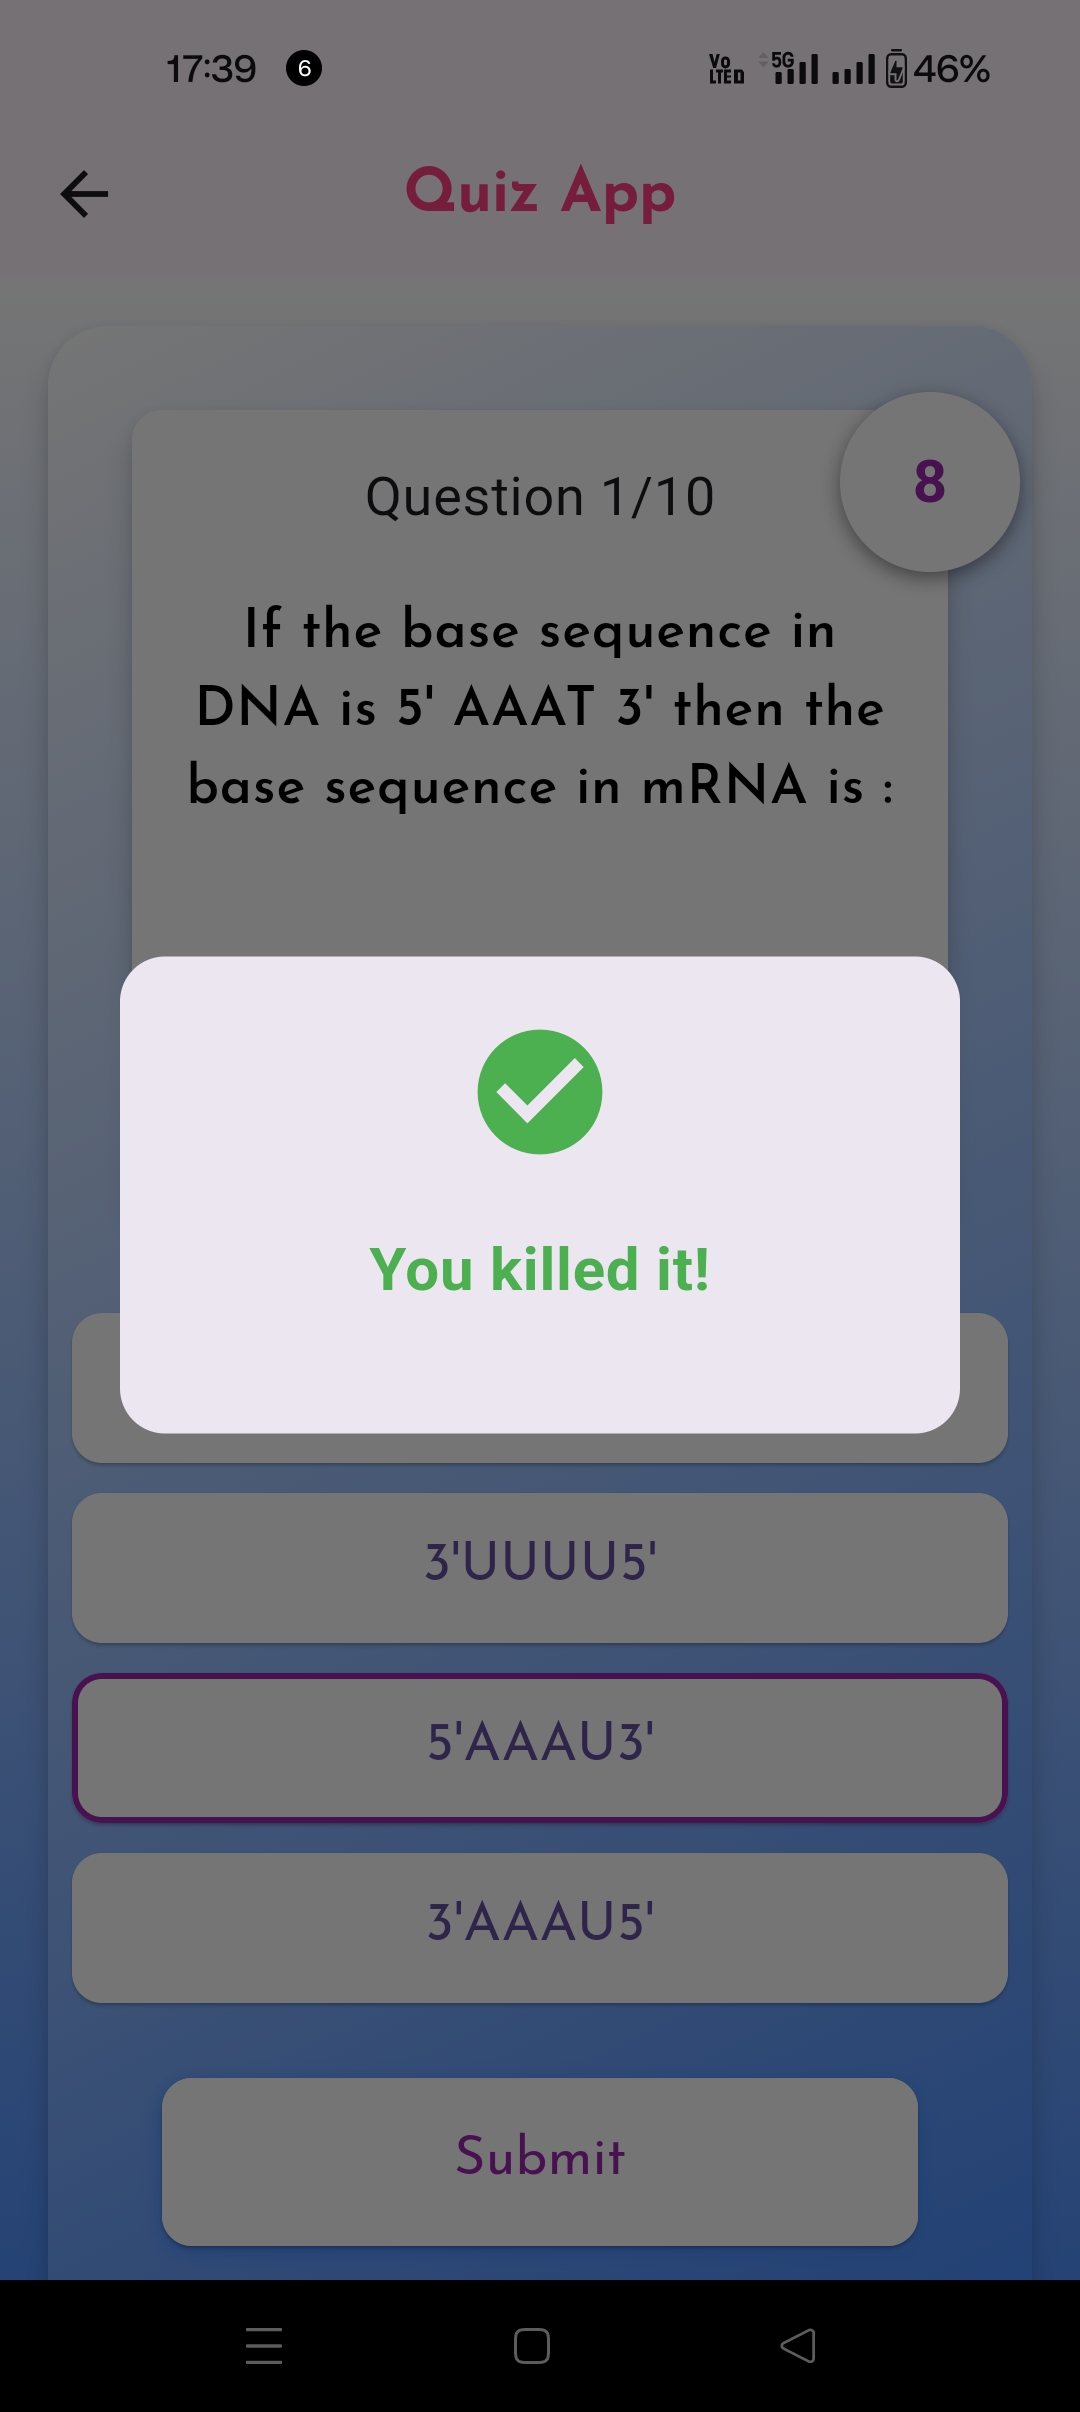 17:39 6 Vo LTE D 5G 46%
Quiz App
8
Question 1/10
If the base sequence in
DNA is 5' AAAT 3' then the
base sequence in mRNA is :
You killed it!
3'UUUU5'
5'AAAU3'
3'AAAU5'
Submit